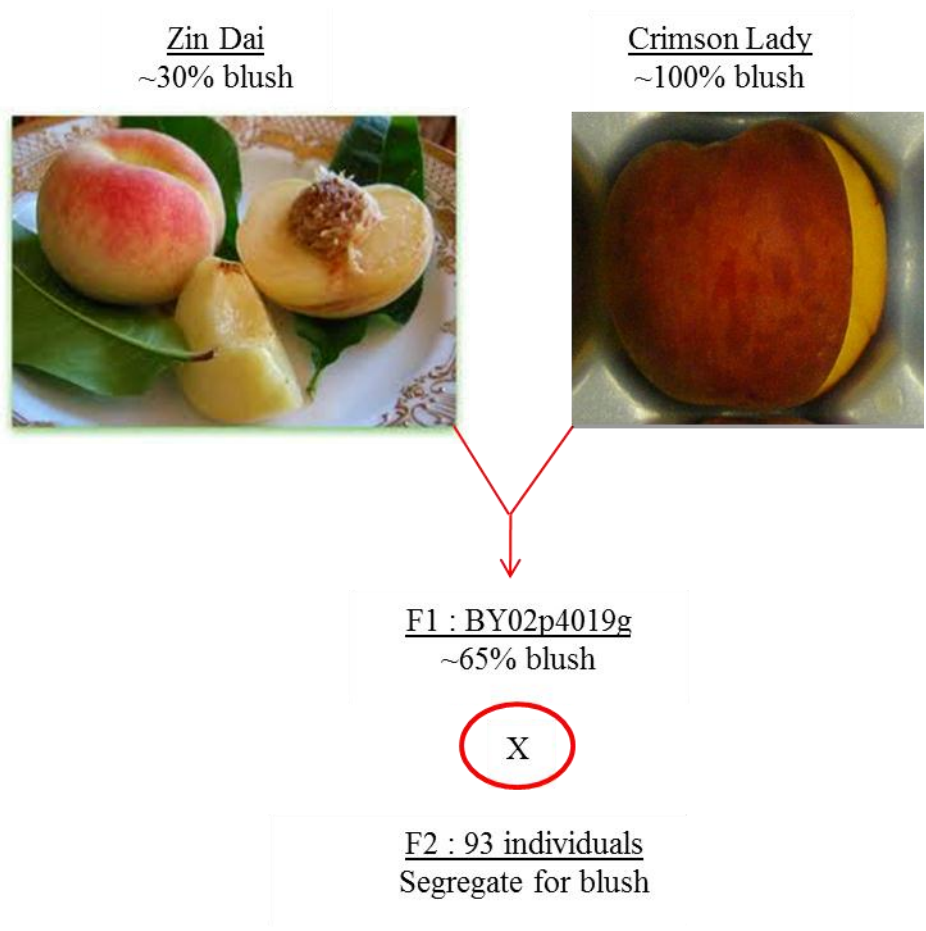 Zin Dai
~30% blush
Crimson Lady
~100% blush
F1 : BY02p4019g
~65% blush
X
F2 : 93 individuals
Segregate for blush